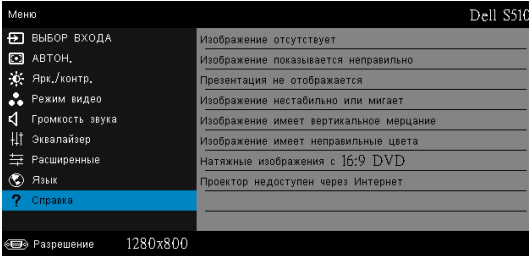 Меню
Dell S510
ВЫБОР ВХОДА
АВТОН.
Ярк./контр.
Режим видео
Громкость звука
Эквалайзер
Расширенные
Язык
? Справка
Изображение отсутствует
Изображение показывается неправильно
Презентация не отображается
Изображение нестабильно или мигает
Изображение имеет вертикальное мерцание
Изображение имеет неправильные цвета
Натяжные изображения с 16:9 DVD
Проектор недоступен через Интернет
Разрешение 1280x800